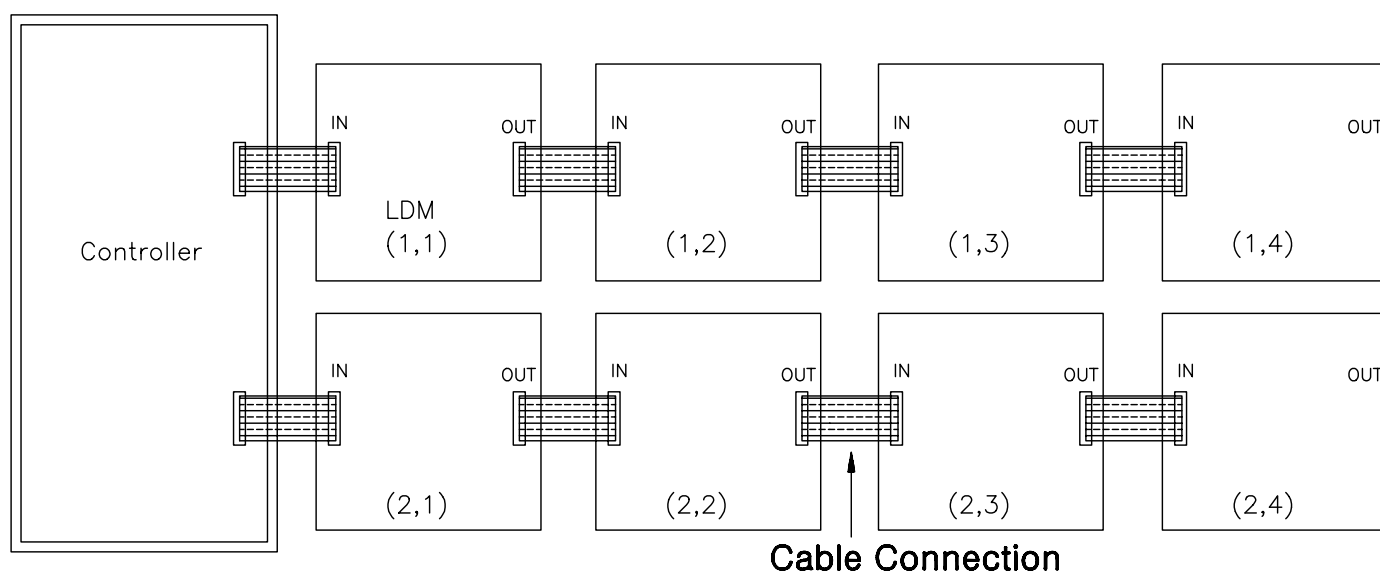 IN OUT IN OUT IN OUT IN OUT
LDM
Controller (1,1) (1,2) (1,3) (1,4)
IN OUT IN OUT IN OUT IN OUT
(2,1) (2,2) (2,3) (2,4)
Cable Connection